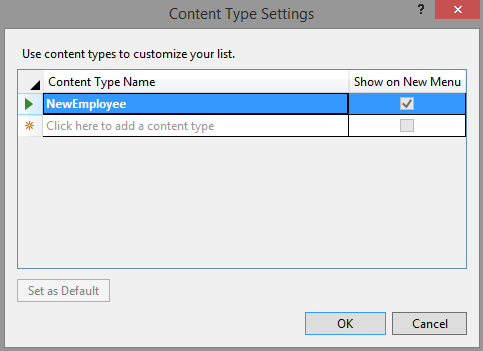 Content Type Settings
?
Use content types to customize your list.
Content Type Name Show on New Menu
NewEmployee
Click here to add a content type
Set as Default
OK Cancel